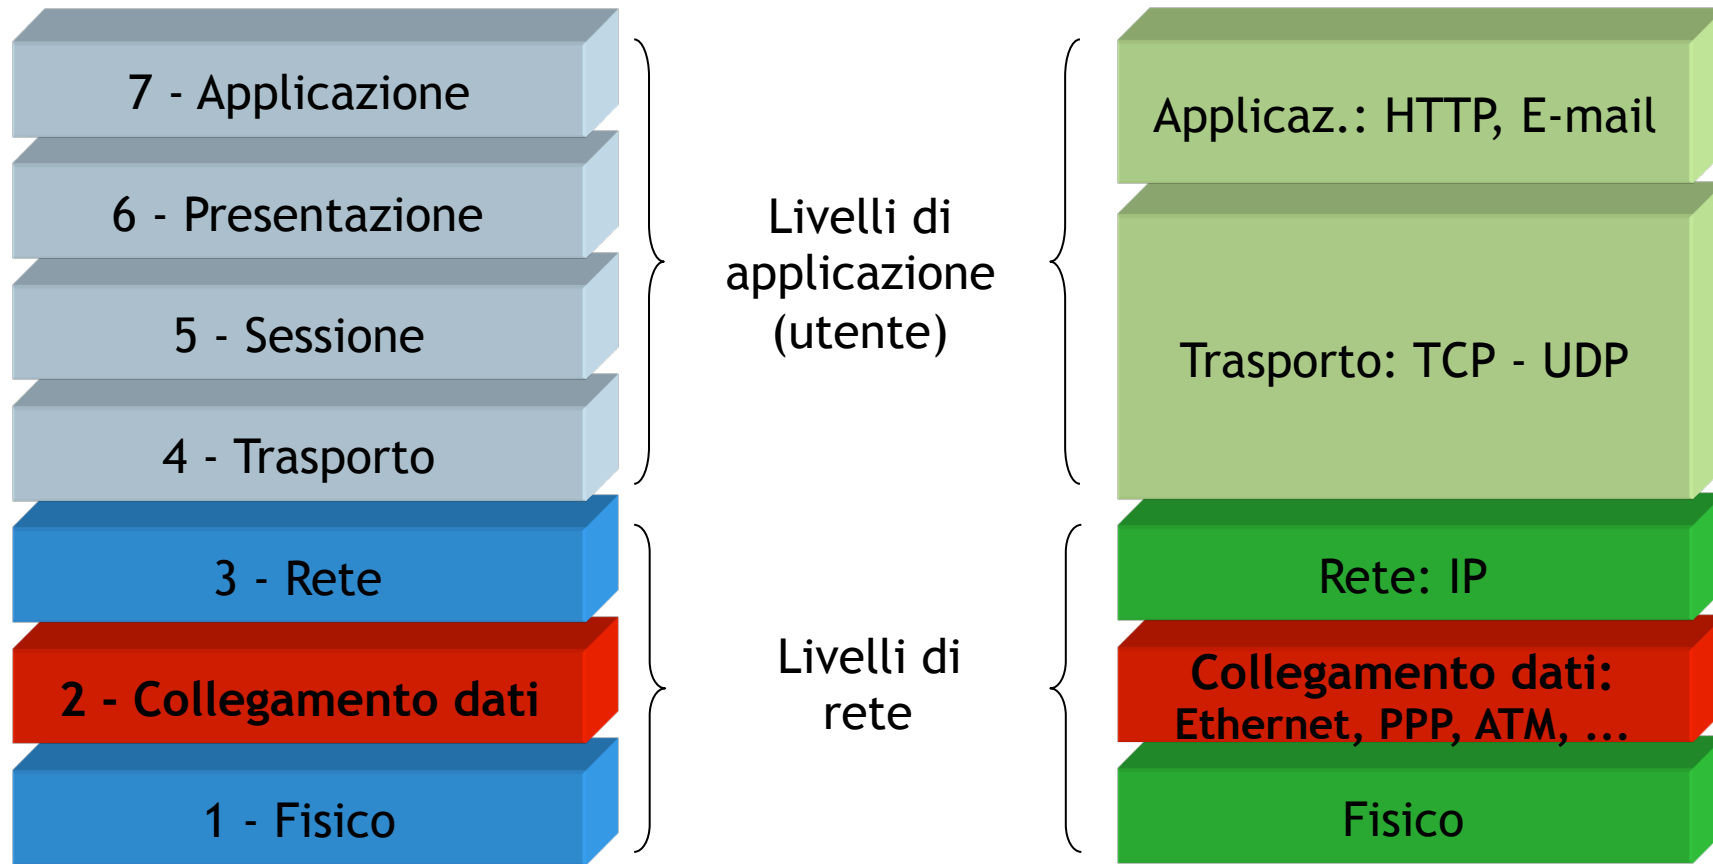 7 - Applicazione
6 - Presentazione
5 - Sessione
4 - Trasporto
3 - Rete
2 - Collegamento dati
1 - Fisico
Livelli di
applicazione
(utente)
Livelli di
rete
Applicaz.: HTTP, E-mail
Trasporto: TCP - UDP
Rete: IP
Collegamento dati:
Ethernet, PPP, ATM, ...
Fisico